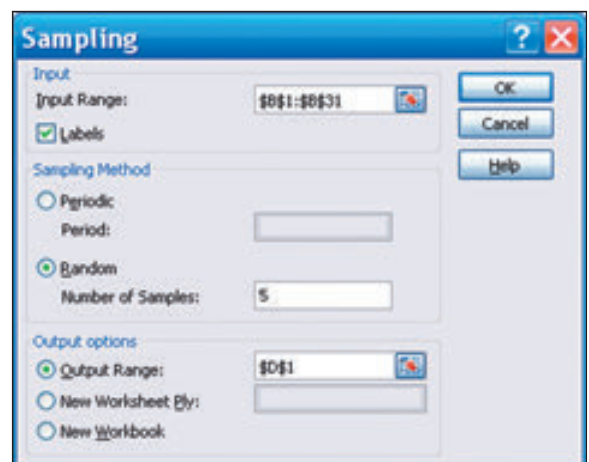 Sampling
Input
Input Range:
$B$1:$B$31
Labels
OK
Cancel
Help
Sampling Method
Periodic
Period:
Random
Number of Samples:
5
Output options
Output Range:
$D$1
New Worksheet Ply:
New Workbook